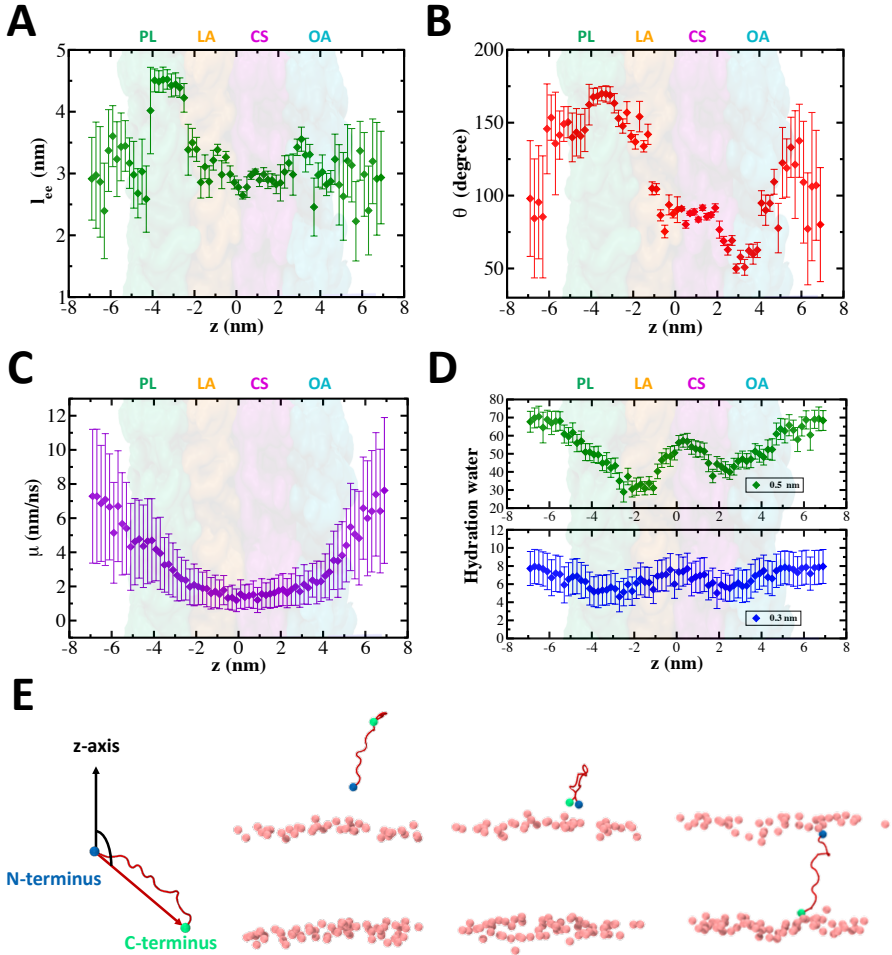 A
PL LA CS OA
5
4
3
2
1
l_ee (nm)
-8 -6 -4 -2 0 2 4 6 8
z (nm)
B
PL LA CS OA
200
150
100
50
θ (degree)
-8 -6 -4 -2 0 2 4 6 8
z (nm)
C
PL LA CS OA
12
10
8
6
4
2
0
μ (nm/ns)
-8 -6 -4 -2 0 2 4 6 8
z (nm)
D
PL LA CS OA
80
70
60
50
40
30
20
0.5 nm
-8 -6 -4 -2 0 2 4 6 8
Hydration water
12
10
8
6
4
2
0
0.3 nm
-8 -6 -4 -2 0 2 4 6 8
z (nm)
E
z-axis
N-terminus
C-terminus